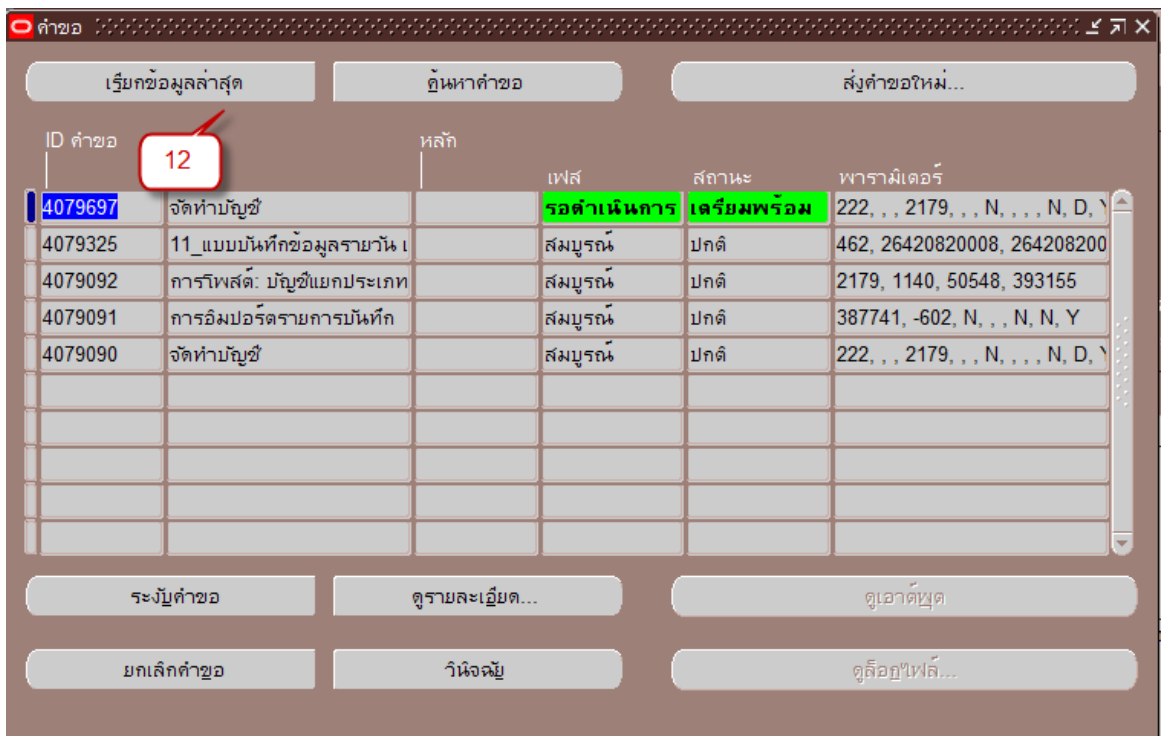 คำขอ
เรียกข้อมูลล่าสุด ค้นหาคำขอ ส่งคำขอใหม่...
ID คำขอ 12 หลัก
เฟส สถานะ พารามิเตอร์
4079697 จัดทำบัญชี รอดำเนินการ เตรียมพร้อม 222, , , 2179, , , N, , , , N, D, Y
4079325 11_แบบบันทึกข้อมูลรายวัน เ สมบูรณ์ ปกติ 462, 26420820008, 264208200
4079092 การโพสต์: บัญชีแยกประเภท สมบูรณ์ ปกติ 2179, 1140, 50548, 393155
4079091 การอิมปอร์ตรายการบันทึก สมบูรณ์ ปกติ 387741, -602, N, , , N, N, Y
4079090 จัดทำบัญชี สมบูรณ์ ปกติ 222, , , 2179, , , N, , , , N, D, Y
ระงับคำขอ ดูรายละเอียด... ดูเอาต์พุต
ยกเลิกคำขอ วินิจฉัย ดูล็อกไฟล์...